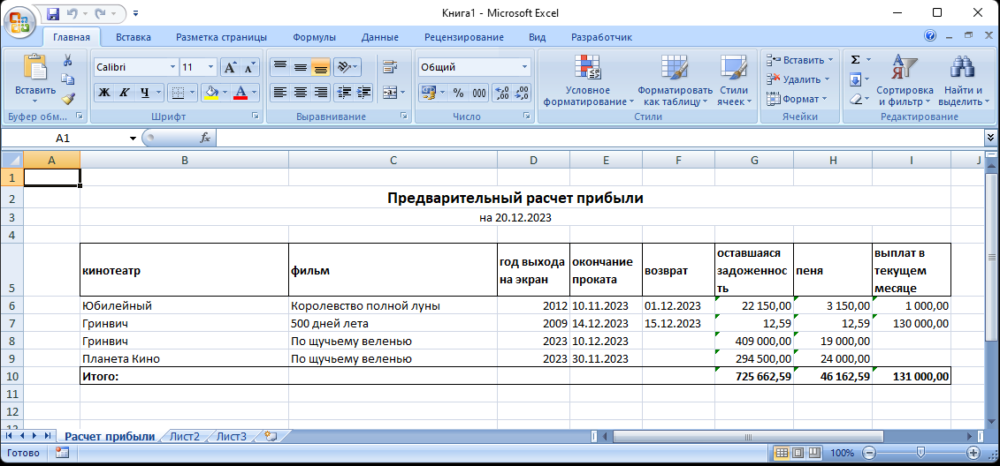 Книга1 - Microsoft Excel
Главная Вставка Разметка страницы Формулы Данные Рецензирование Вид Разработчик
Вставить
Буфер обм...
Calibri 11
Ж К Ч
А
Шрифт
Выравнивание
Общий
% 000
Число
Условное форматирование
Форматировать как таблицу
Стили ячеек
Стили
Вставить
Удалить
Формат
Ячейки
Σ
Сортировка и фильтр
Найти и выделить
Редактирование
A1 fx
A B C D E F G H I J
1
2 Предварительный расчет прибыли
3 на 20.12.2023
4
5 кинотеатр фильм год выхода на экран окончание проката возврат оставшаяся задоженность пеня выплат в текущем месяце
6 Юбилейный Королевство полной луны 2012 10.11.2023 01.12.2023 22 150,00 3 150,00 1 000,00
7 Гринвич 500 дней лета 2009 14.12.2023 15.12.2023 12,59 12,59 130 000,00
8 Гринвич По щучьему веленью 2023 10.12.2023 409 000,00 19 000,00
9 Планета Кино По щучьему веленью 2023 30.11.2023 294 500,00 24 000,00
10 Итого: 725 662,59 46 162,59 131 000,00
11
12
Расчет прибыли Лист2 Лист3
Готово 100%